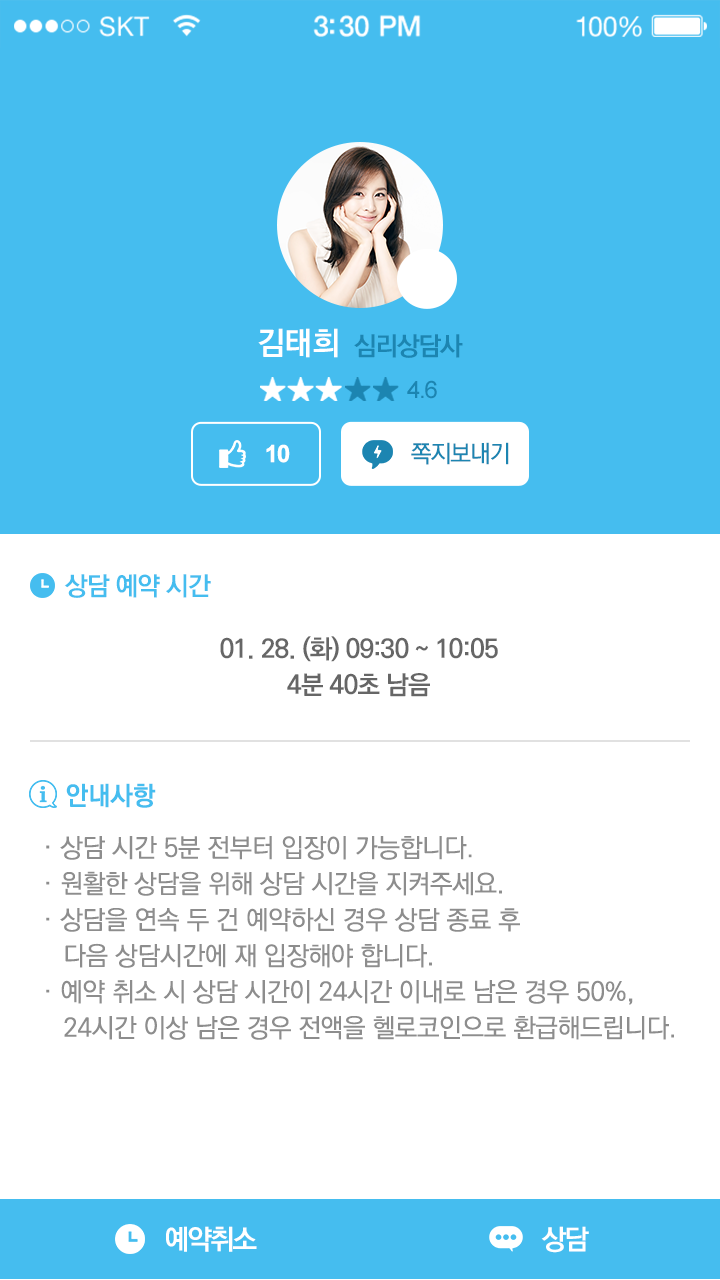 SKT 3:30 PM 100%
김태희 심리상담사
4.6
10 쪽지보내기
상담 예약 시간
01. 28. (화) 09:30 ~ 10:05
4분 40초 남음
안내사항
· 상담 시간 5분 전부터 입장이 가능합니다.
· 원활한 상담을 위해 상담 시간을 지켜주세요.
· 상담을 연속 두 건 예약하신 경우 상담 종료 후
다음 상담시간에 재 입장해야 합니다.
· 예약 취소 시 상담 시간이 24시간 이내로 남은 경우 50%,
24시간 이상 남은 경우 전액을 헬로코인으로 환급해드립니다.
예약취소 상담